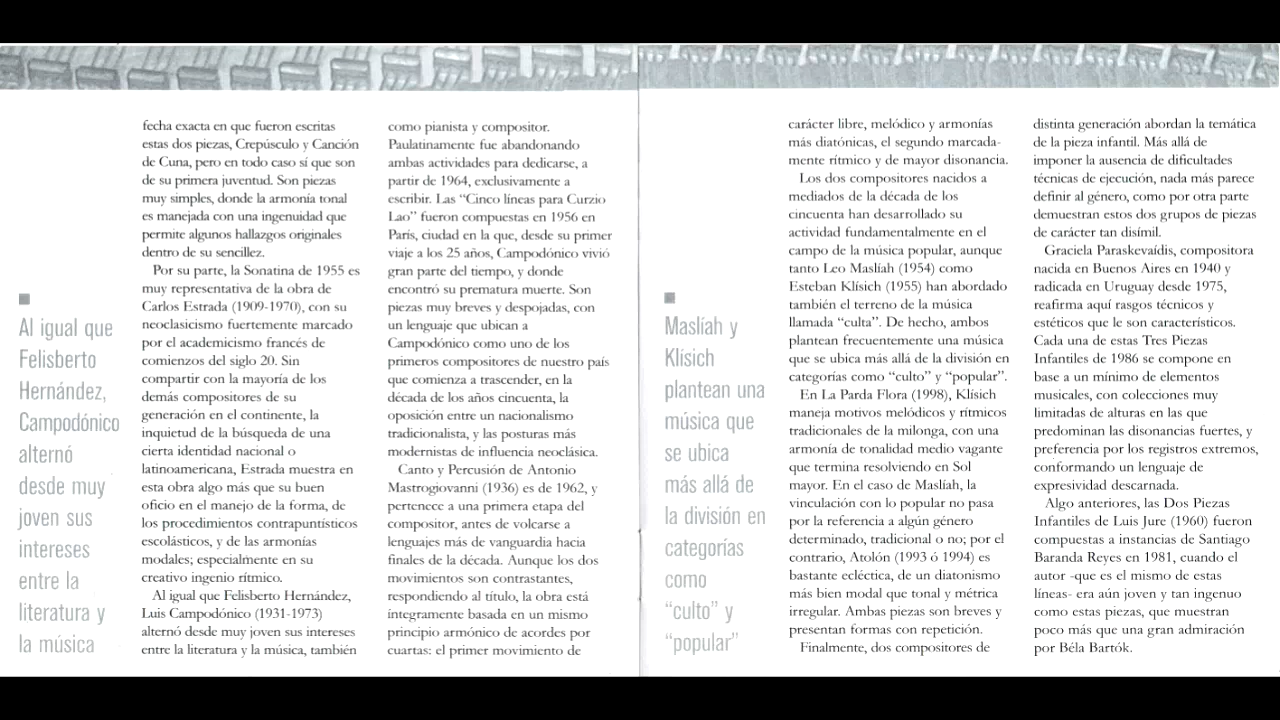 Al igual que
Felisberto
Hernández,
Campodónico
alternó
desde muy
joven sus
intereses
entre la
literatura y
la música
fecha exacta en que fueron escritas
estas dos piezas, Crepúsculo y Canción
de Cuna, pero en todo caso sí que son
de su primera juventud. Son piezas
muy simples, donde la armonía tonal
es manejada con una ingenuidad que
permite algunos hallazgos originales
dentro de su sencillez.
Por su parte, la Sonatina de 1955 es
muy representativa de la obra de
Carlos Estrada (1909-1970), con su
neoclasicismo fuertemente marcado
por el academicismo francés de
comienzos del siglo 20. Sin
compartir con la mayoría de los
demás compositores de su
generación en el continente, la
inquietud de la búsqueda de una
cierta identidad nacional o
latinoamericana, Estrada muestra en
esta obra algo más que su buen
oficio en el manejo de la forma, de
los procedimientos contrapuntísticos
escolásticos, y de las armonías
modales; especialmente en su
creativo ingenio rítmico.
Al igual que Felisberto Hernández,
Luis Campodónico (1931-1973)
alternó desde muy joven sus intereses
entre la literatura y la música, también
como pianista y compositor.
Paulatinamente fue abandonando
ambas actividades para dedicarse, a
partir de 1964, exclusivamente a
escribir. Las “Cinco líneas para Curzio
Lao” fueron compuestas en 1956 en
París, ciudad en la que, desde su primer
viaje a los 25 años, Campodónico vivió
gran parte del tiempo, y donde
encontró su prematura muerte. Son
piezas muy breves y despojadas, con
un lenguaje que ubican a
Campodónico como uno de los
primeros compositores de nuestro país
que comienza a trascender, en la
década de los años cincuenta, la
oposición entre un nacionalismo
tradicionalista, y las posturas más
modernistas de influencia neoclásica.
Canto y Percusión de Antonio
Mastrogiovanni (1936) es de 1962, y
pertenece a una primera etapa del
compositor, antes de volcarse a
lenguajes más de vanguardia hacia
finales de la década. Aunque los dos
movimientos son contrastantes,
respondiendo al título, la obra está
íntegramente basada en un mismo
principio armónico de acordes por
cuartas: el primer movimiento de
Maslíah y
Klísich
plantean una
música que
se ubica
más allá de
la división en
categorías
como
“culto” y
“popular”
carácter libre, melódico y armonías
más diatónicas, el segundo marcada-
mente rítmico y de mayor disonancia.
Los dos compositores nacidos a
mediados de la década de los
cincuenta han desarrollado su
actividad fundamentalmente en el
campo de la música popular, aunque
tanto Leo Maslíah (1954) como
Esteban Klísich (1955) han abordado
también el terreno de la música
llamada “culta”. De hecho, ambos
plantean frecuentemente una música
que se ubica más allá de la división en
categorías como “culto” y “popular”.
En La Parda Flora (1998), Klísich
maneja motivos melódicos y rítmicos
tradicionales de la milonga, con una
armonía de tonalidad medio vagante
que termina resolviendo en Sol
mayor. En el caso de Maslíah, la
vinculación con lo popular no pasa
por la referencia a algún género
determinado, tradicional o no; por el
contrario, Atolón (1993 ó 1994) es
bastante ecléctica, de un diatonismo
más bien modal que tonal y métrica
irregular. Ambas piezas son breves y
presentan formas con repetición.
Finalmente, dos compositores de
distinta generación abordan la temática
de la pieza infantil. Más allá de
imponer la ausencia de dificultades
técnicas de ejecución, nada más parece
definir al género, como por otra parte
demuestran estos dos grupos de piezas
de carácter tan disímil.
Graciela Paraskevaídis, compositora
nacida en Buenos Aires en 1940 y
radicada en Uruguay desde 1975,
reafirma aquí rasgos técnicos y
estéticos que le son característicos.
Cada una de estas Tres Piezas
Infantiles de 1986 se compone en
base a un mínimo de elementos
musicales, con colecciones muy
limitadas de alturas en las que
predominan las disonancias fuertes, y
preferencia por los registros extremos,
conformando un lenguaje de
expresividad descarnada.
Algo anteriores, las Dos Piezas
Infantiles de Luis Jure (1960) fueron
compuestas a instancias de Santiago
Baranda Reyes en 1981, cuando el
autor -que es el mismo de estas
líneas- era aún joven y tan ingenuo
como estas piezas, que muestran
poco más que una gran admiración
por Béla Bartók.